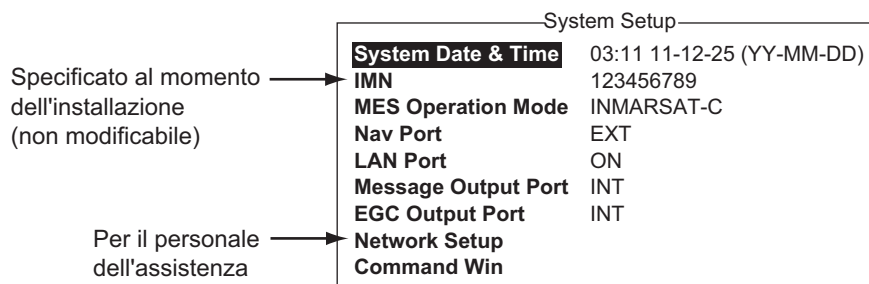 System Setup
System Date & Time 03:11 11-12-25 (YY-MM-DD)
IMN 123456789
MES Operation Mode INMARSAT-C
Nav Port EXT
LAN Port ON
Message Output Port INT
EGC Output Port INT
Network Setup
Command Win
Specificato al momento
dell'installazione
(non modificabile)
Per il personale
dell'assistenza